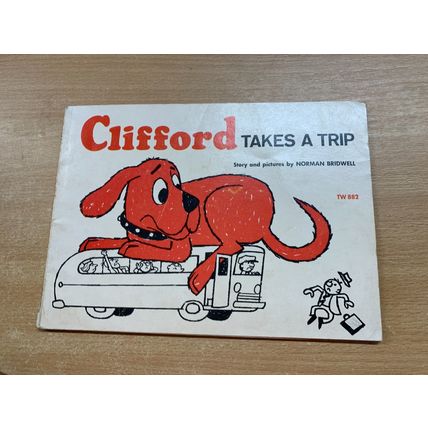 Clifford TAKES A TRIP
Story and pictures by NORMAN BRIDWELL
TW 882